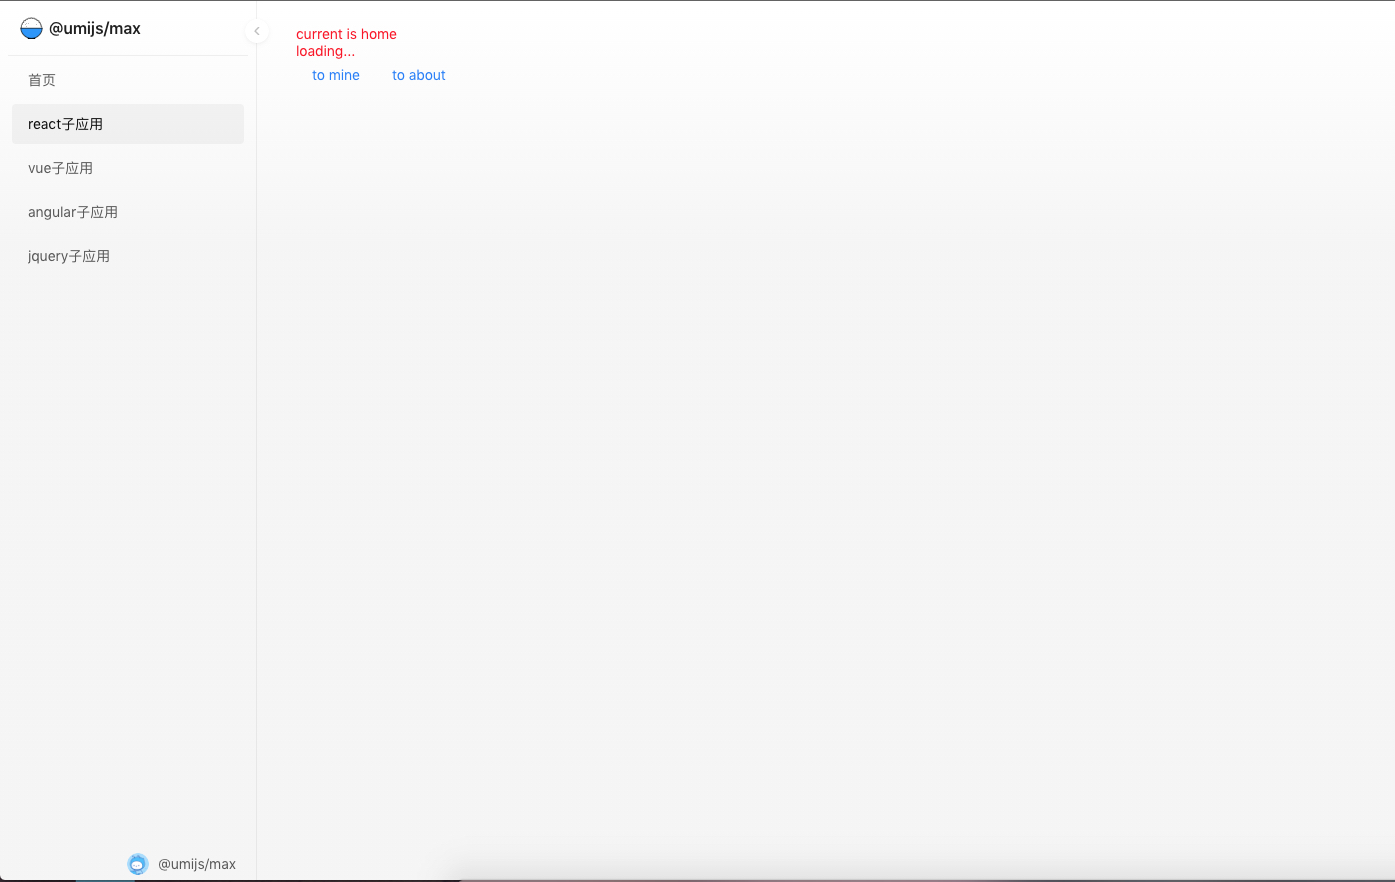 @umijs/max
首页
react子应用
vue子应用
angular子应用
jquery子应用
current is home
loading...
to mine to about
@umijs/max